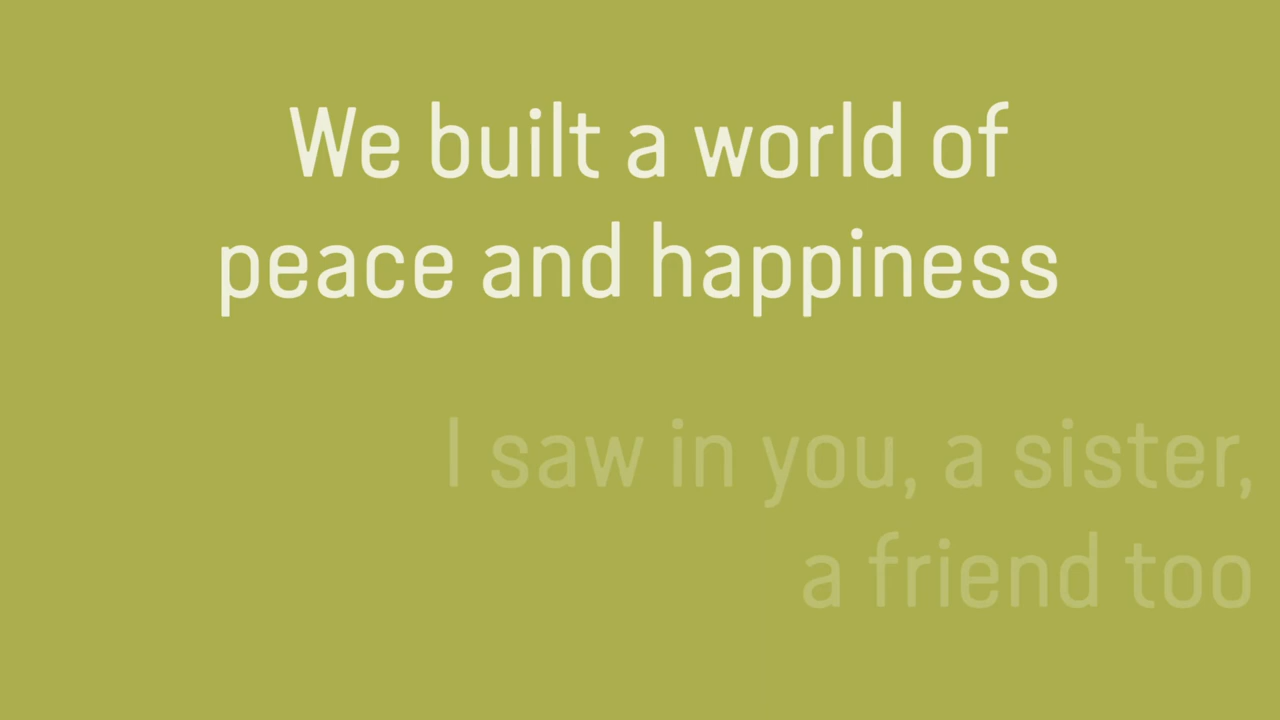 We built a world of
peace and happiness
I saw in you, a sister,
a friend too